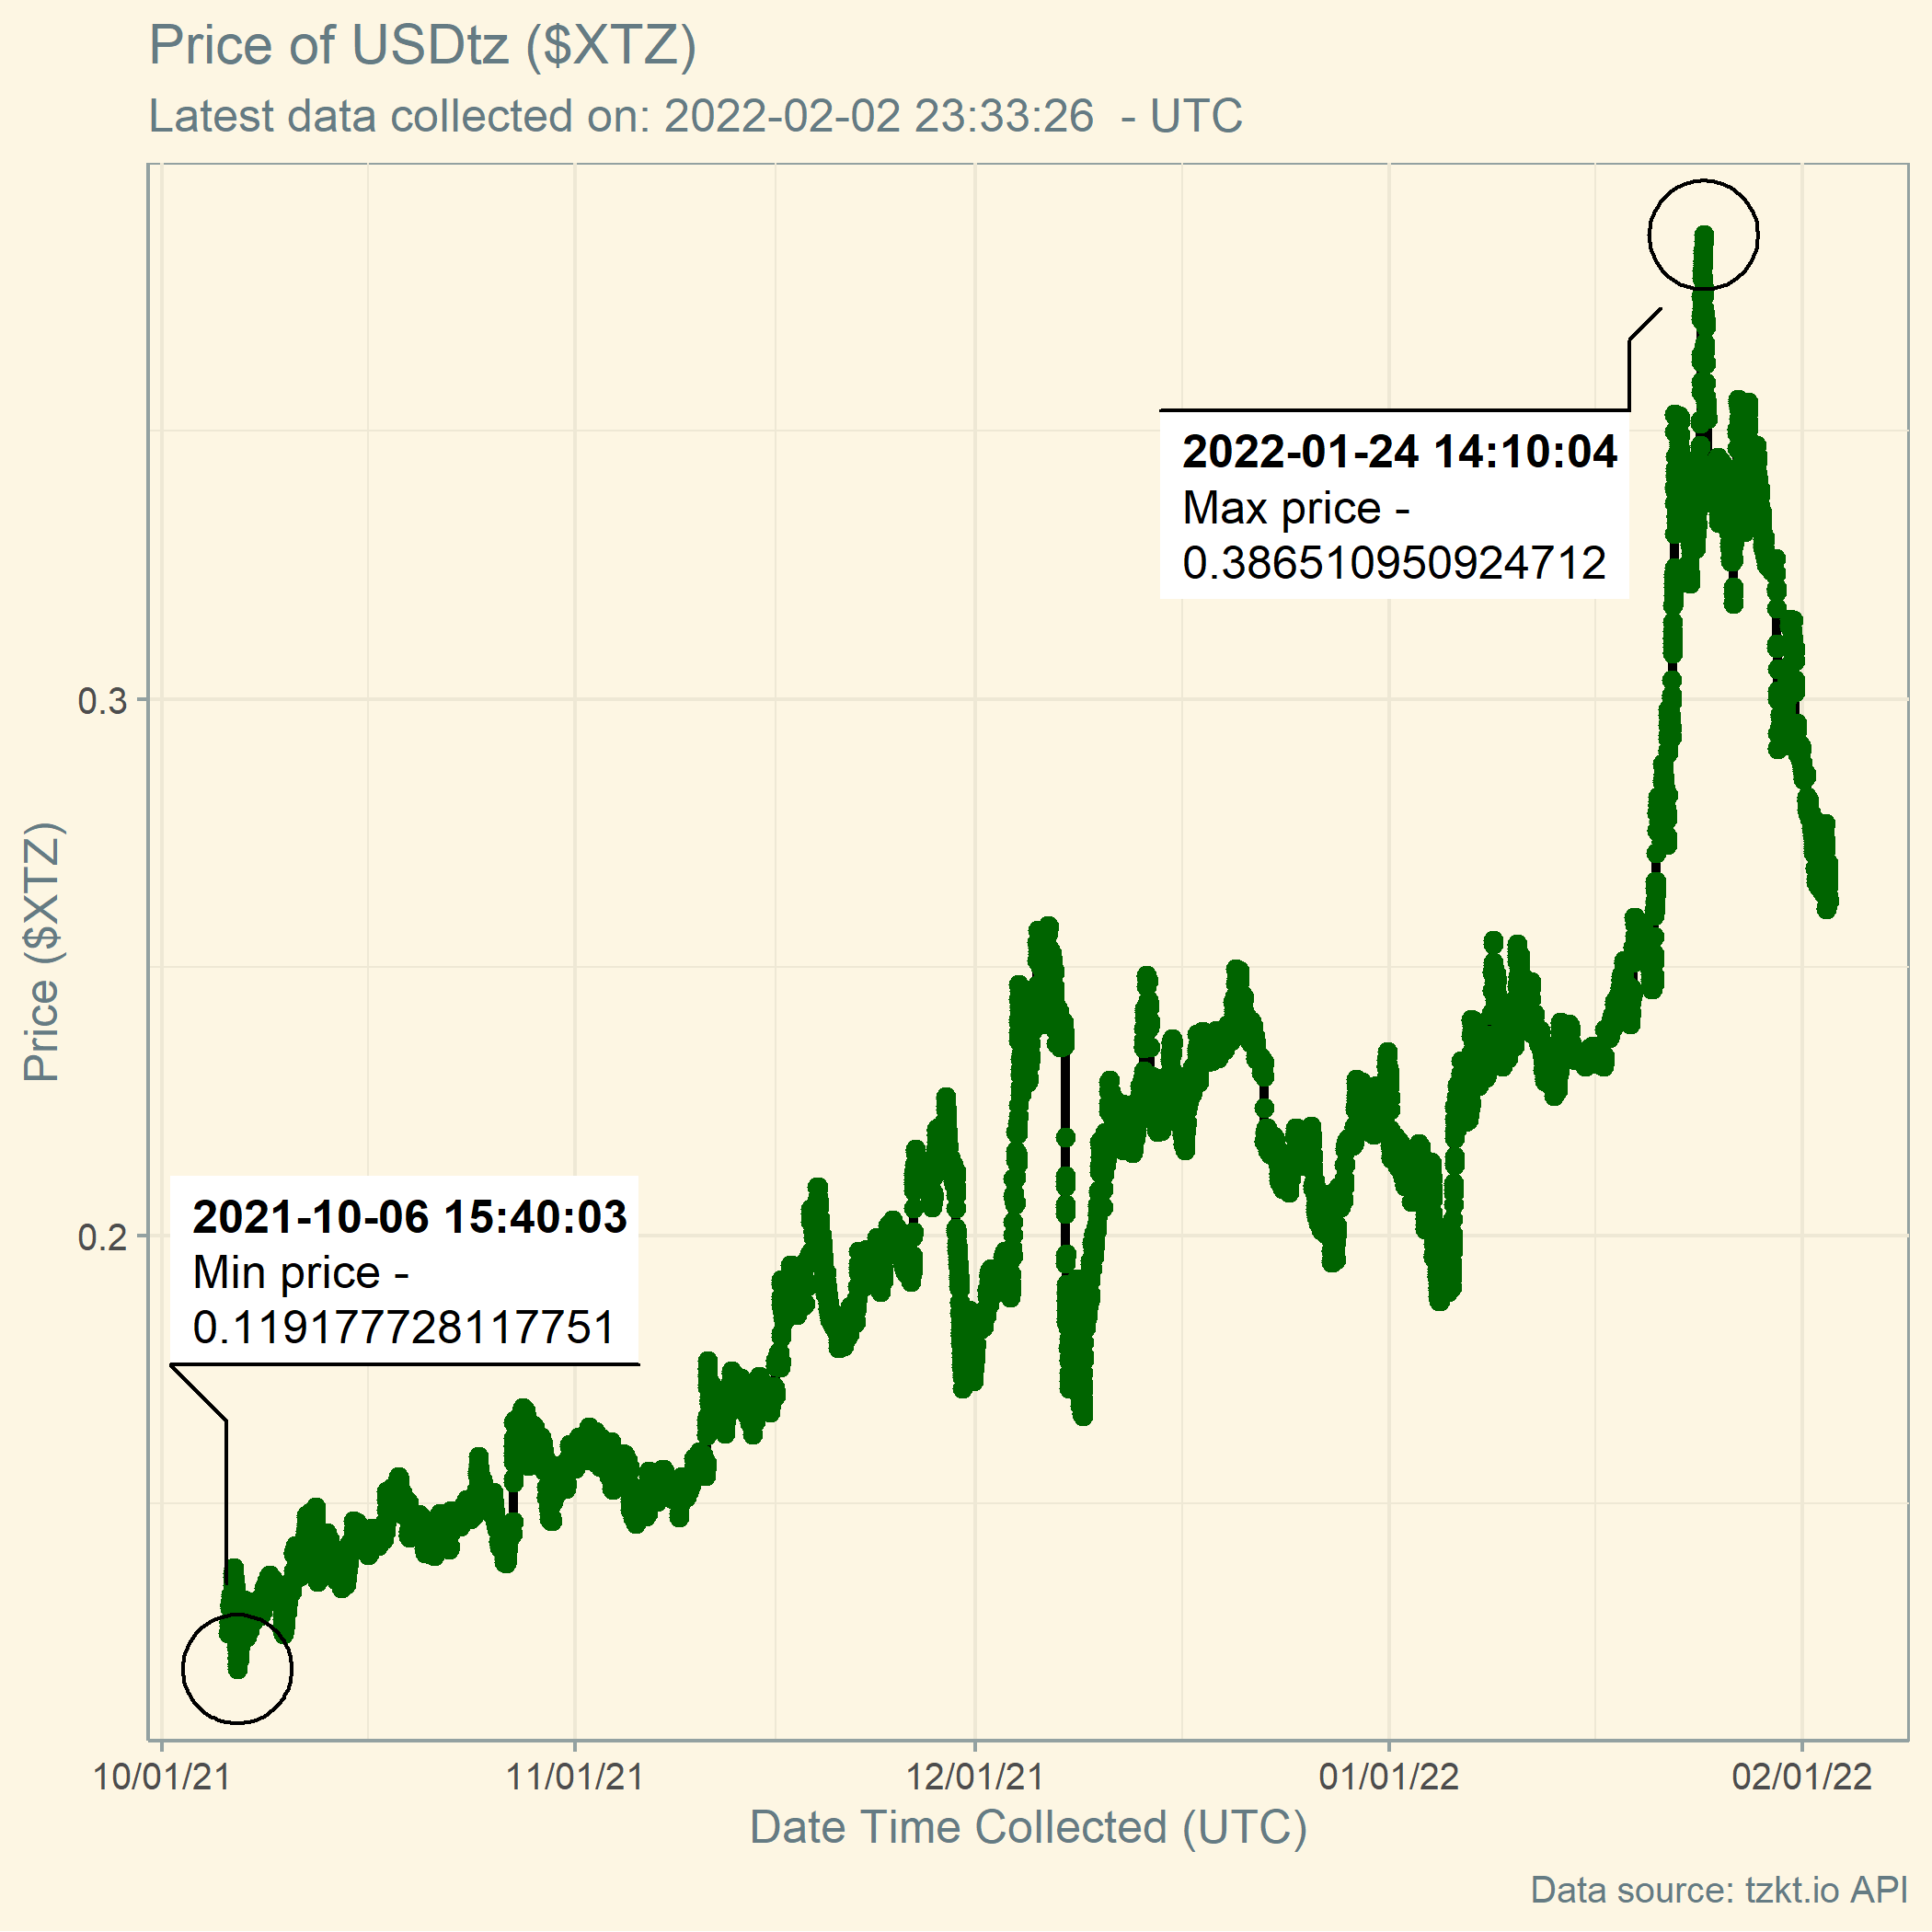 Price of USDtz ($XTZ)
Latest data collected on: 2022-02-02 23:33:26  - UTC
2022-01-24 14:10:04
Max price -
0.386510950924712
0.3
Price ($XTZ)
0.2
2021-10-06 15:40:03
Min price -
0.119177728117751
10/01/21 11/01/21 12/01/21 01/01/22 02/01/22
Date Time Collected (UTC)
Data source: tzkt.io API